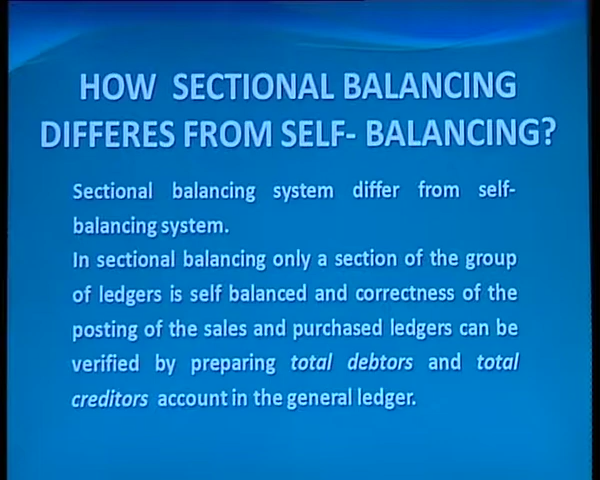 HOW SECTIONAL BALANCING
DIFFERES FROM SELF- BALANCING?
Sectional balancing system differ from self-
balancing system.
In sectional balancing only a section of the group
of ledgers is self balanced and correctness of the
posting of the sales and purchased ledgers can be
verified by preparing total debtors and total
creditors account in the general ledger.